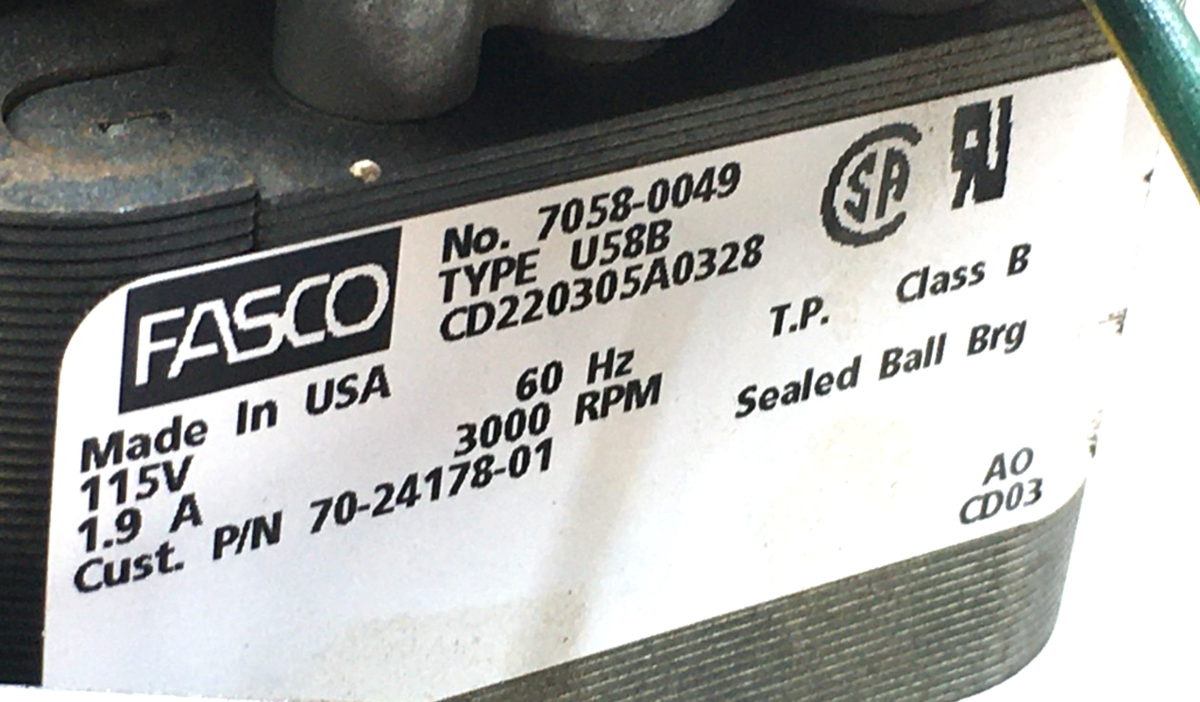 FASCO
No. 7058-0049
TYPE U58B
CD220305A0328
T.P. Class B
Made In USA
60 Hz
Sealed Ball Brg
115V
3000 RPM
1.9 A
Cust. P/N 70-24178-01
AO
CD03